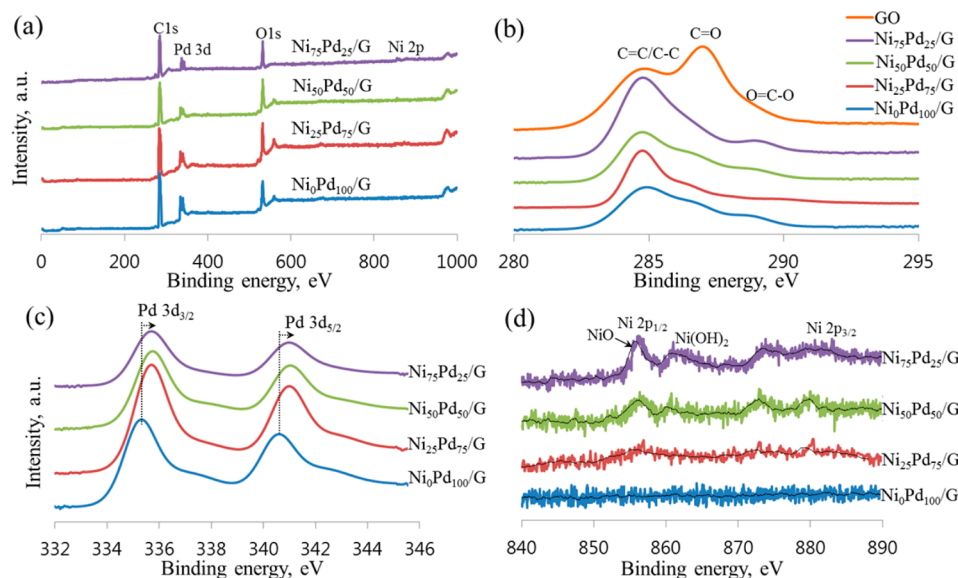 (a)
C1s
Pd 3d
O1s
Ni 2p
Ni₇₅Pd₂₅/G
Ni₅₀Pd₅₀/G
Ni₂₅Pd₇₅/G
Ni₀Pd₁₀₀/G
Intensity, a.u.
0 200 400 600 800 1000
Binding energy, eV
(b)
C=C/C-C
C=O
O=C-O
GO
Ni₇₅Pd₂₅/G
Ni₅₀Pd₅₀/G
Ni₂₅Pd₇₅/G
Ni₀Pd₁₀₀/G
280 285 290 295
Binding energy, eV
(c)
Pd 3d₃/₂
Pd 3d₅/₂
Ni₇₅Pd₂₅/G
Ni₅₀Pd₅₀/G
Ni₂₅Pd₇₅/G
Ni₀Pd₁₀₀/G
Intensity, a.u.
332 334 336 338 340 342 344 346
Binding energy, eV
(d)
NiO
Ni 2p₁/₂
Ni(OH)₂
Ni 2p₃/₂
Ni₇₅Pd₂₅/G
Ni₅₀Pd₅₀/G
Ni₂₅Pd₇₅/G
Ni₀Pd₁₀₀/G
840 850 860 870 880 890
Binding energy, eV